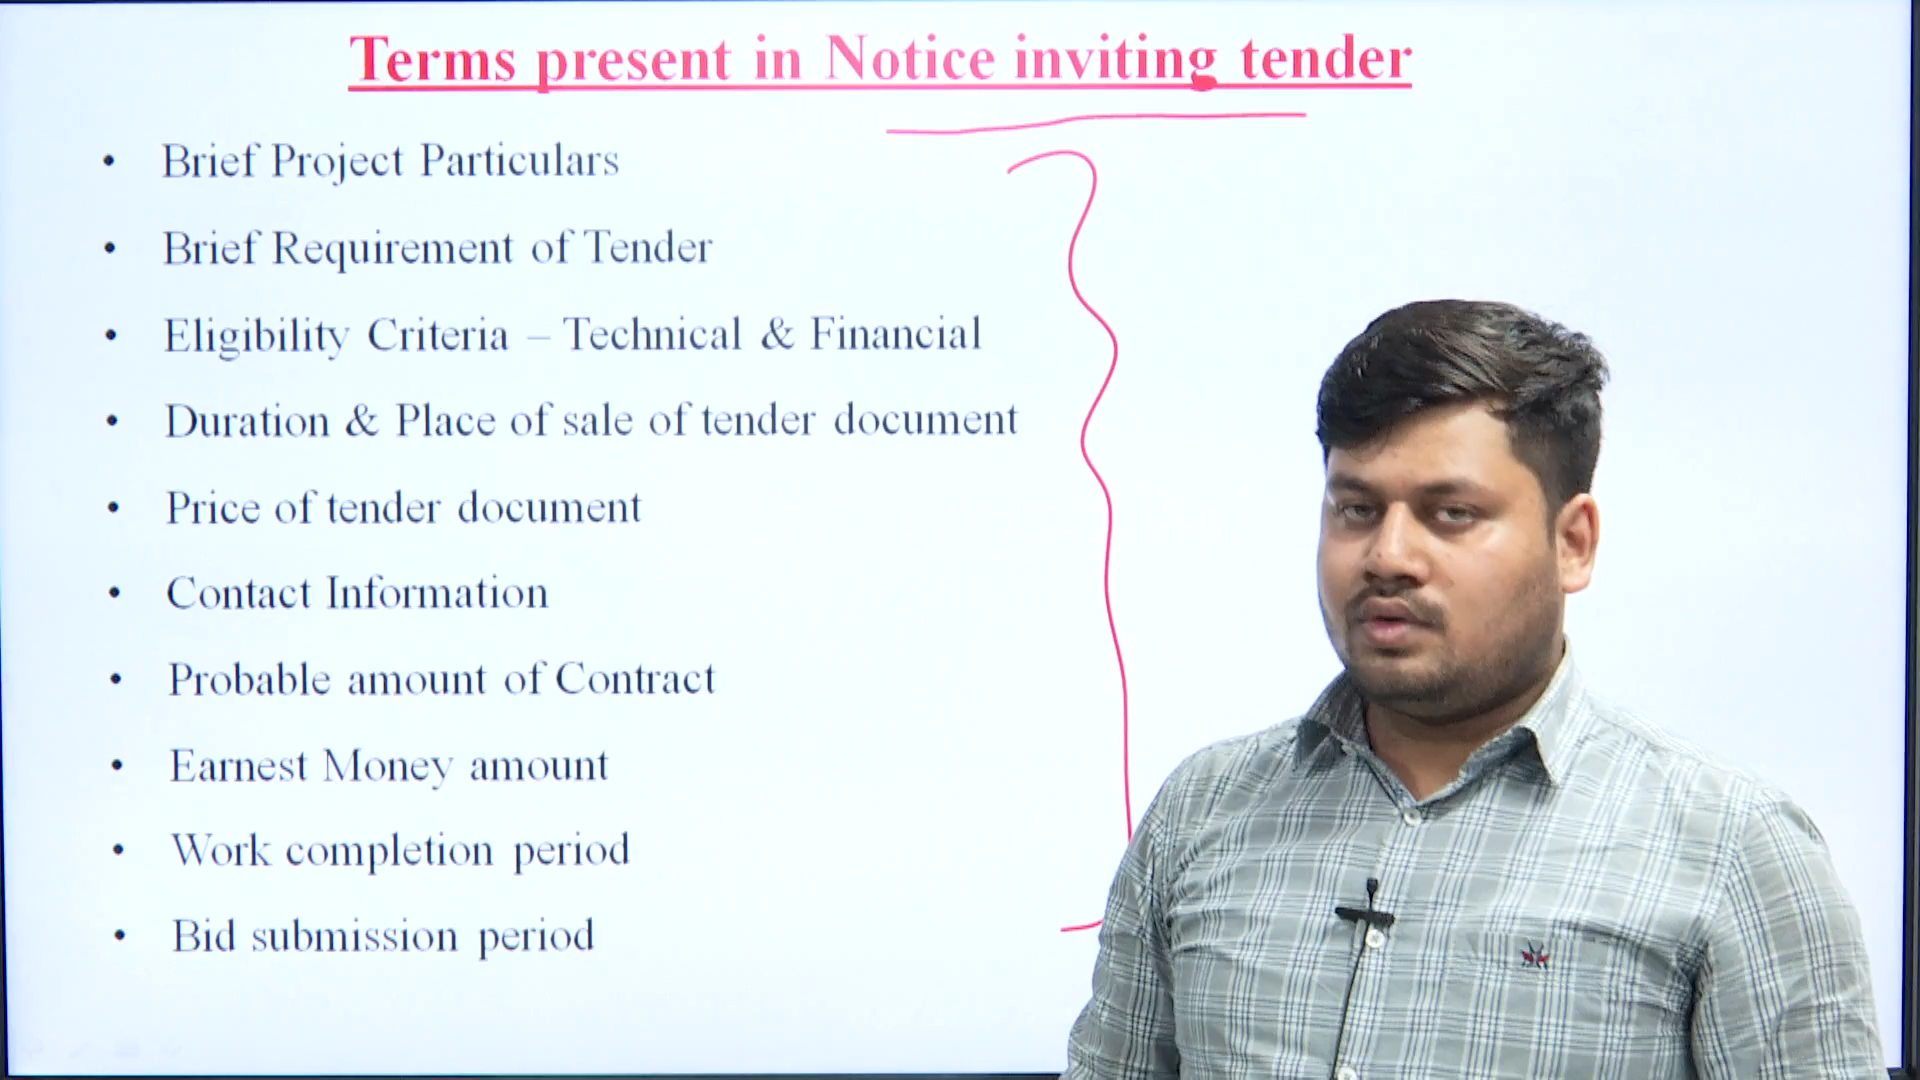 Terms present in Notice inviting tender
• Brief Project Particulars
• Brief Requirement of Tender
• Eligibility Criteria – Technical & Financial
• Duration & Place of sale of tender document
• Price of tender document
• Contact Information
• Probable amount of Contract
• Earnest Money amount
• Work completion period
• Bid submission period